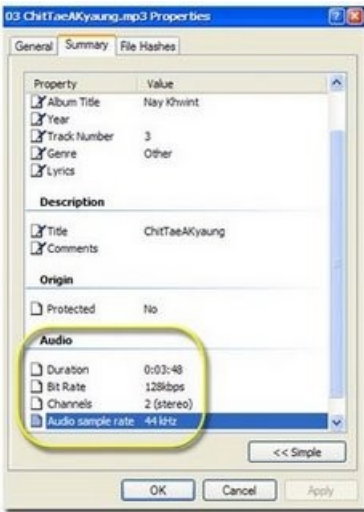 03 ChitTaeAKyaung.mp3 Properties
General Summary File Hashes
Property Value
Album Title Nay Khwint
Year
Track Number 3
Genre Other
Lyrics
Description
Title ChitTaeAKyaung
Comments
Origin
Protected No
Audio
Duration 0:03:48
Bit Rate 128kbps
Channels 2 (stereo)
Audio sample rate 44 kHz
<< Simple
OK Cancel Apply